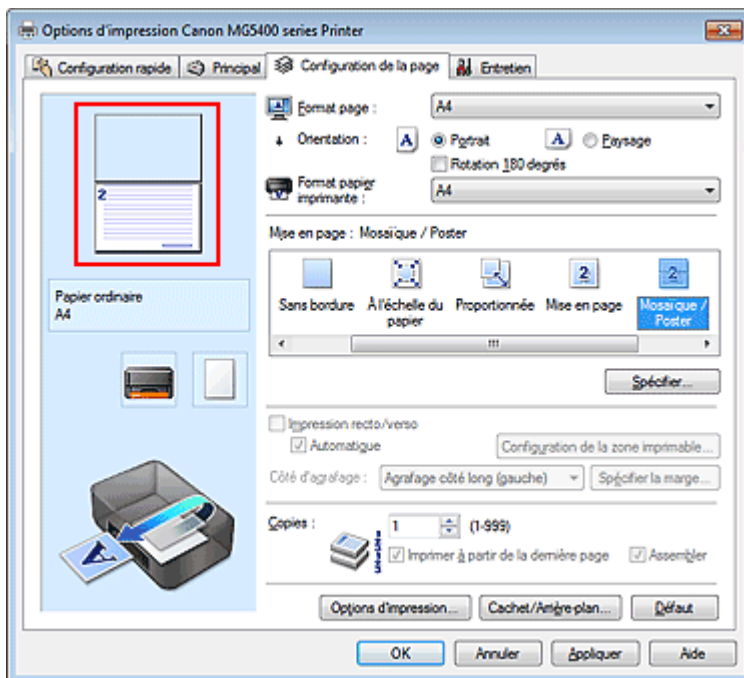 Options d'impression Canon MG5400 series Printer
Configuration rapide
Principal
Configuration de la page
Entretien
Format page :
A4
Orientation :
A
Portrait
A
Paysage
Rotation 180 degrés
Format papier
imprimante :
A4
2
Mise en page : Mosaïque / Poster
2
2
Sans bordure
À l'échelle du
papier
Proportionnée
Mise en page
Mosaïque /
Poster
Papier ordinaire
A4
Spécifier...
Impression recto/verso
Automatique
Configuration de la zone imprimable...
Côté d'agrafage :
Agrafage côté long (gauche)
Spécifier la marge...
Copies :
1
(1-999)
Imprimer à partir de la dernière page
Assembler
A
Options d'impression...
Cachet/Arrière-plan...
Défaut
OK
Annuler
Appliquer
Aide